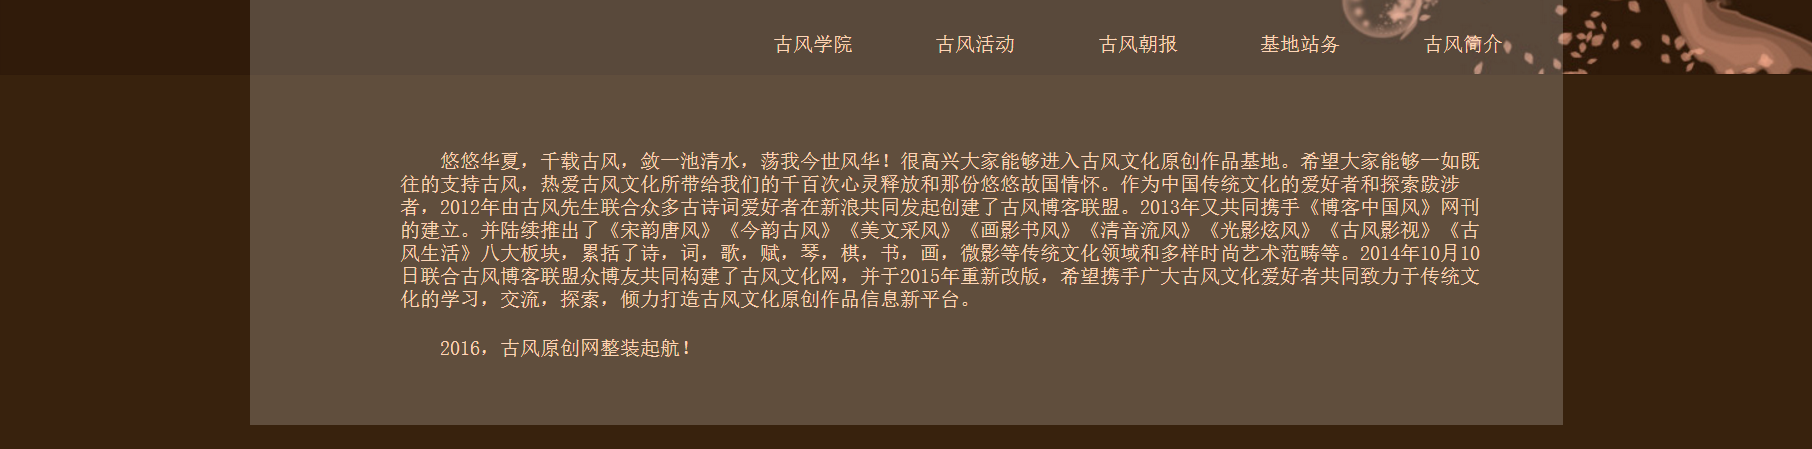 古风学院 古风活动 古风朝报 基地站务 古风简介
悠悠华夏，千载古风，敛一池清水，荡我今世风华！很高兴大家能够进入古风文化原创作品基地。希望大家能够一如既
往的支持古风，热爱古风文化所带给我们的千百次心灵释放和那份悠悠故国情怀。作为中国传统文化的爱好者和探索跋涉
者，2012年由古风先生联合众多古诗词爱好者在新浪共同发起创建了古风博客联盟。2013年又共同携手《博客中国风》网刊
的建立。并陆续推出了《宋韵唐风》《今韵古风》《美文采风》《画影书风》《清音流风》《光影炫风》《古风影视》《古
风生活》八大板块，累括了诗，词，歌，赋，琴，棋，书，画，微影等传统文化领域和多样时尚艺术范畴等。2014年10月10
日联合古风博客联盟众博友共同构建了古风文化网，并于2015年重新改版，希望携手广大古风文化爱好者共同致力于传统文
化的学习，交流，探索，倾力打造古风文化原创作品信息新平台。
2016，古风原创网整装起航！